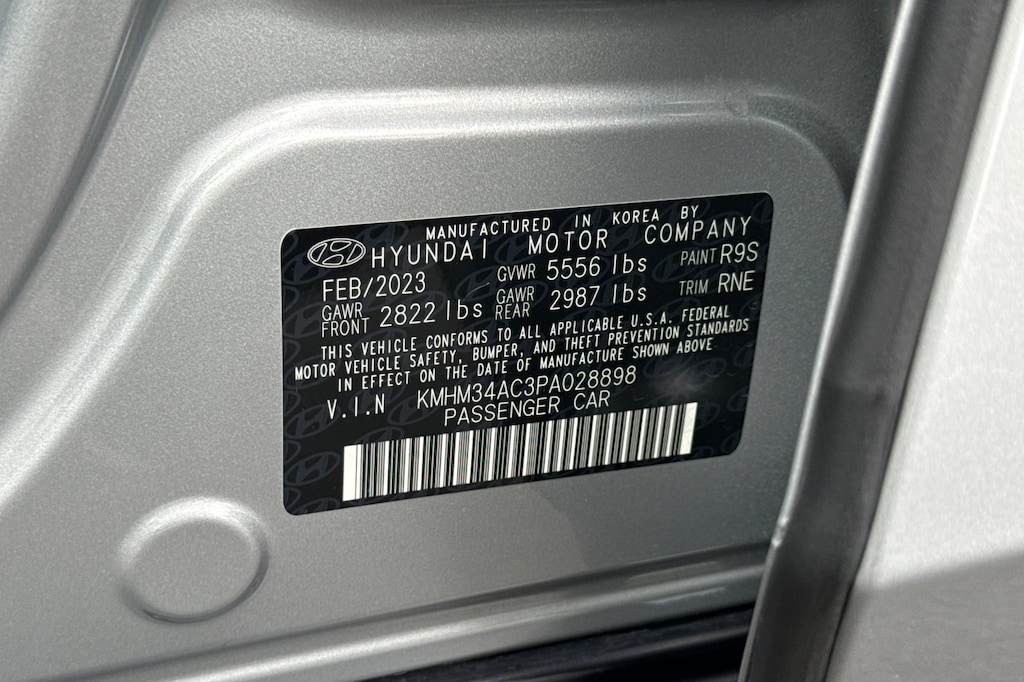 MANUFACTURED IN KOREA BY
HYUNDAI MOTOR COMPANY
FEB/2023 GVWR 5556 lbs PAINT R9S
GAWR FRONT 2822 lbs GAWR REAR 2987 lbs TRIM RNE
THIS VEHICLE CONFORMS TO ALL APPLICABLE U.S.A. FEDERAL
MOTOR VEHICLE SAFETY, BUMPER, AND THEFT PREVENTION STANDARDS
IN EFFECT ON THE DATE OF MANUFACTURE SHOWN ABOVE
V.I.N KMHM34AC3PA028898
PASSENGER CAR